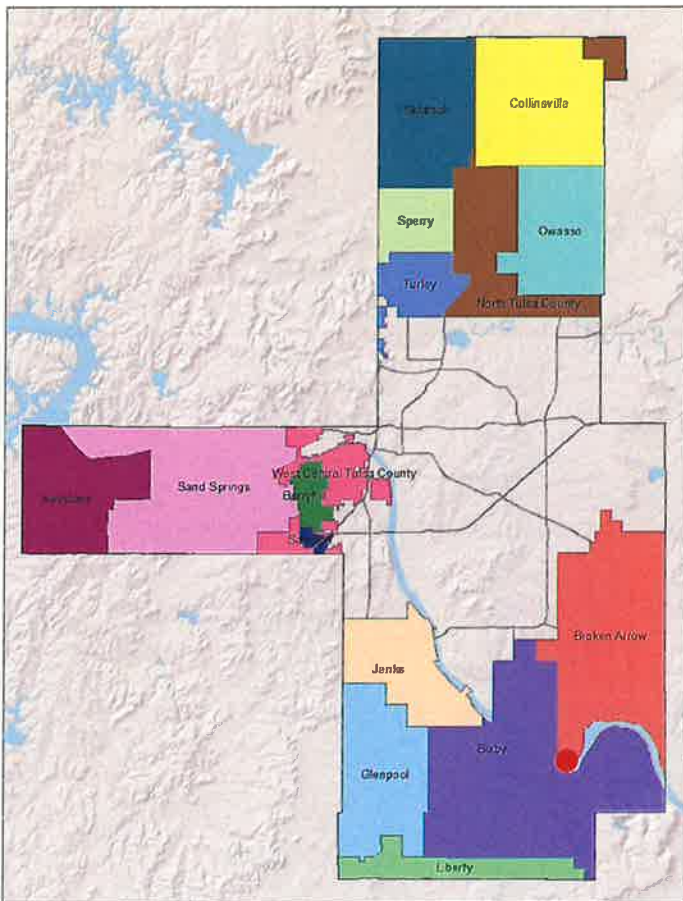 Collinsville
Sperry
Owasso
Turley
North Tulsa County
West Central Tulsa County
Sand Springs
Berryhill
Broken Arrow
Jenks
Bixby
Glenpool
Liberty